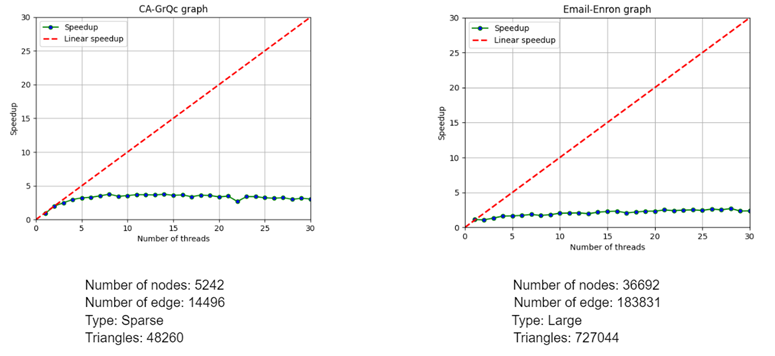 CA-GrQc graph
Speedup
Linear speedup
30
25
20
15
10
5
0
Speedup
0 5 10 15 20 25 30
Number of threads
Number of nodes: 5242
Number of edge: 14496
Type: Sparse
Triangles: 48260
Email-Enron graph
Speedup
Linear speedup
30
25
20
15
10
5
0
Speedup
0 5 10 15 20 25 30
Number of threads
Number of nodes: 36692
Number of edge: 183831
Type: Large
Triangles: 727044